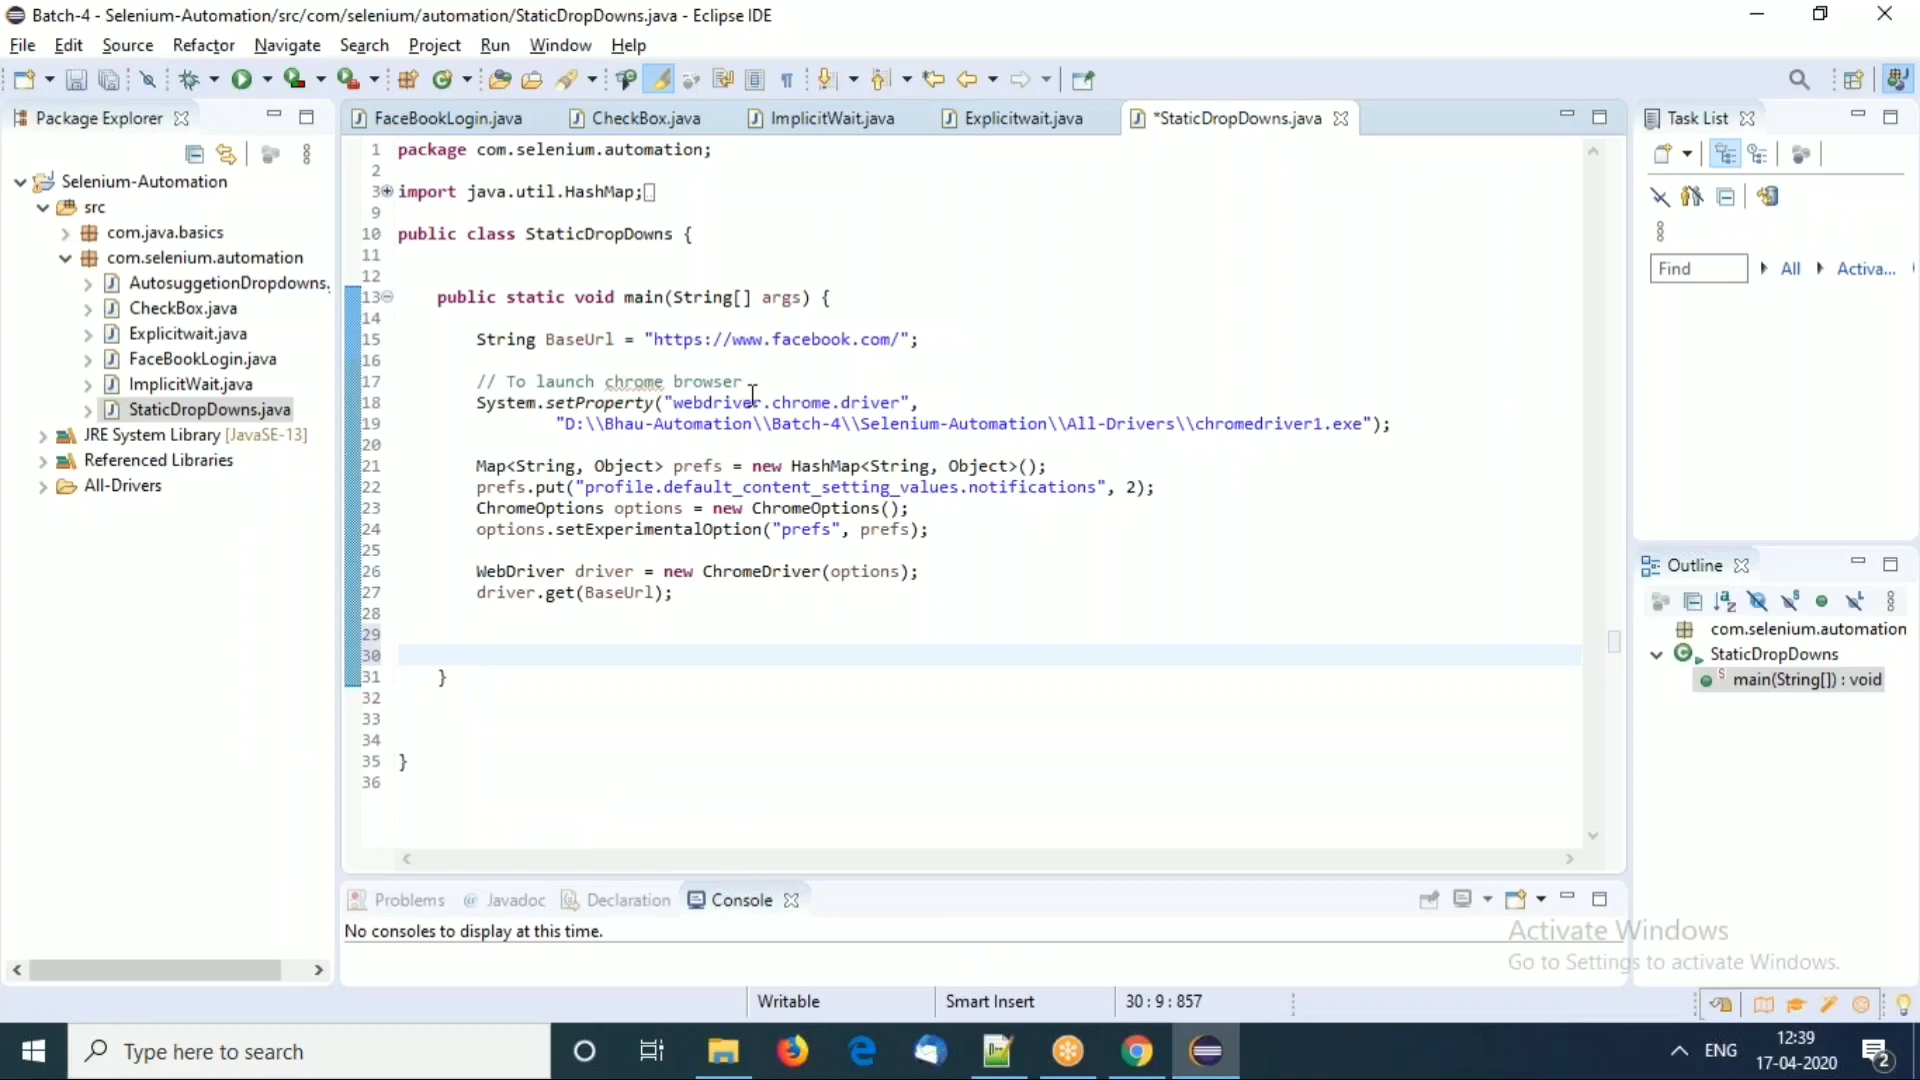 Batch-4 - Selenium-Automation/src/com/selenium/automation/StaticDropDowns.java - Eclipse IDE
File Edit Source Refactor Navigate Search Project Run Window Help
Package Explorer
Selenium-Automation
src
com.java.basics
com.selenium.automation
AutosuggetionDropdowns.
CheckBox.java
Explicitwait.java
FaceBookLogin.java
ImplicitWait.java
StaticDropDowns.java
JRE System Library [JavaSE-13]
Referenced Libraries
All-Drivers
FaceBookLogin.java CheckBox.java ImplicitWait.java Explicitwait.java *StaticDropDowns.java
1 package com.selenium.automation;
2
3 import java.util.HashMap;
9
10 public class StaticDropDowns {
11
12
13 public static void main(String[] args) {
14
15 String BaseUrl = "https://www.facebook.com/";
16
17 // To launch chrome browser
18 System.setProperty("webdriver.chrome.driver",
19 "D:\\Bhau-Automation\\Batch-4\\Selenium-Automation\\All-Drivers\\chromedriver1.exe");
20
21 Map<String, Object> prefs = new HashMap<String, Object>();
22 prefs.put("profile.default_content_setting_values.notifications", 2);
23 ChromeOptions options = new ChromeOptions();
24 options.setExperimentalOption("prefs", prefs);
25
26 WebDriver driver = new ChromeDriver(options);
27 driver.get(BaseUrl);
28
29
30
31 }
32
33
34
35 }
36
Task List
Find All Activa...
Outline
com.selenium.automation
StaticDropDowns
main(String[]) : void
Problems Javadoc Declaration Console
No consoles to display at this time.
Activate Windows
Go to Settings to activate Windows.
Writable Smart Insert 30 : 9 : 857
Type here to search
ENG
12:39
17-04-2020
2